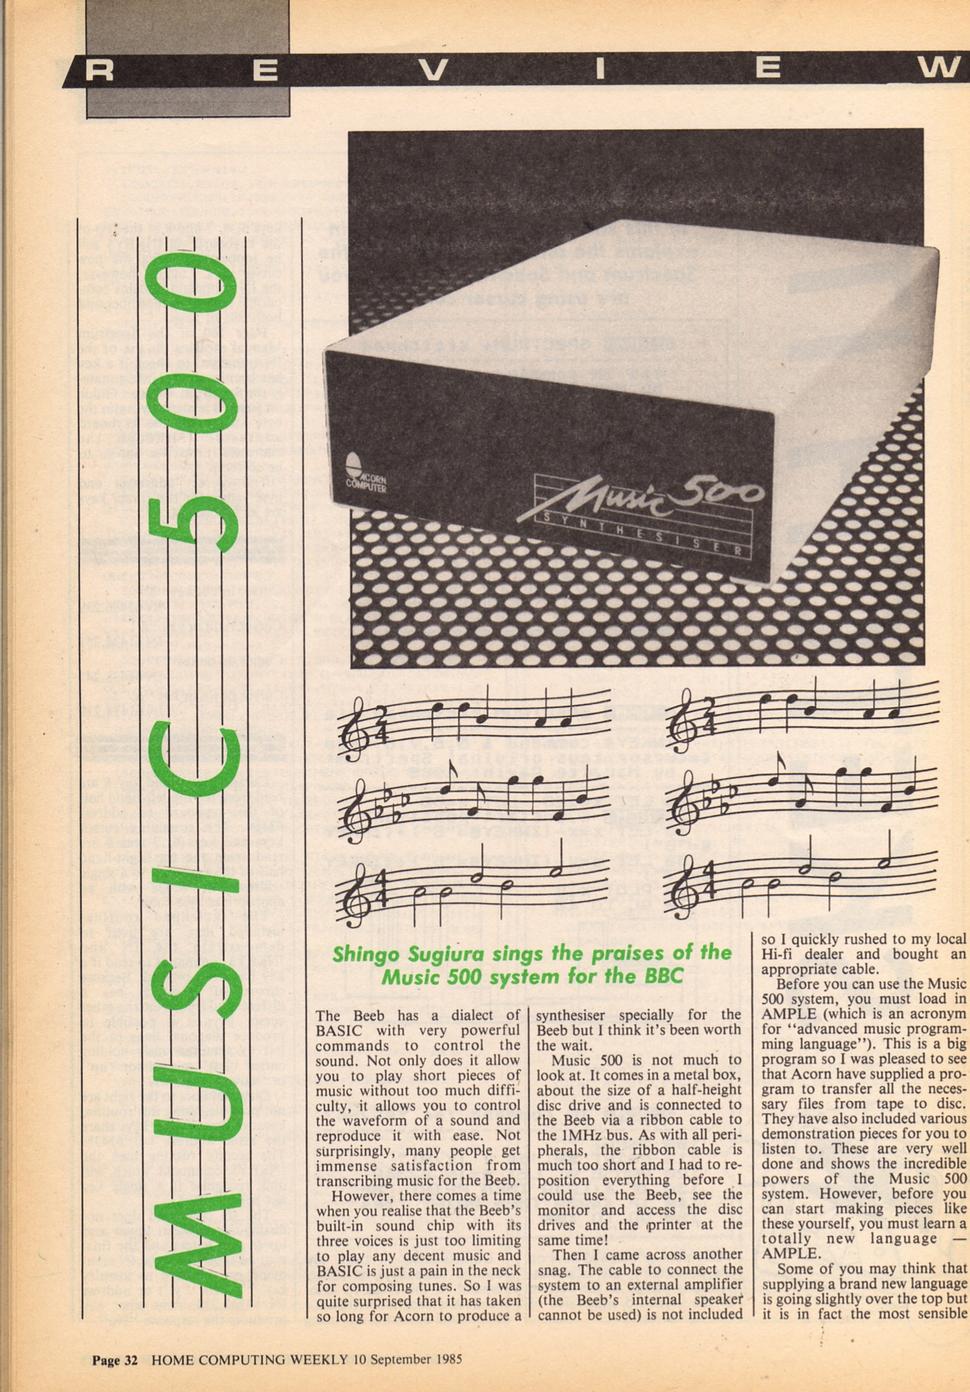 REVIEW
MUSIC 500
ACORN
COMPUTER
Music 500
SYNTHESISER
2
4
2
4
4
4
4
4
Shingo Sugiura sings the praises of the
Music 500 system for the BBC
The Beeb has a dialect of
BASIC with very powerful
commands to control the
sound. Not only does it allow
you to play short pieces of
music without too much diffi-
culty, it allows you to control
the waveform of a sound and
reproduce it with ease. Not
surprisingly, many people get
immense satisfaction from
transcribing music for the Beeb.
However, there comes a time
when you realise that the Beeb's
built-in sound chip with its
three voices is just too limiting
to play any decent music and
BASIC is just a pain in the neck
for composing tunes. So I was
quite surprised that it has taken
so long for Acorn to produce a
synthesiser specially for the
Beeb but I think it's been worth
the wait.
Music 500 is not much to
look at. It comes in a metal box,
about the size of a half-height
disc drive and is connected to
the Beeb via a ribbon cable to
the 1MHz bus. As with all peri-
pherals, the ribbon cable is
much too short and I had to re-
position everything before I
could use the Beeb, see the
monitor and access the disc
drives and the printer at the
same time!
Then I came across another
snag. The cable to connect the
system to an external amplifier
(the Beeb's internal speaker
cannot be used) is not included
so I quickly rushed to my local
Hi-fi dealer and bought an
appropriate cable.
Before you can use the Music
500 system, you must load in
AMPLE (which is an acronym
for "advanced music program-
ming language"). This is a big
program so I was pleased to see
that Acorn have supplied a pro-
gram to transfer all the neces-
sary files from tape to disc.
They have also included various
demonstration pieces for you to
listen to. These are very well
done and shows the incredible
powers of the Music 500
system. However, before you
can start making pieces like
these yourself, you must learn a
totally new language —
AMPLE.
Some of you may think that
supplying a brand new language
is going slightly over the top but
it is in fact the most sensible
Page 32 HOME COMPUTING WEEKLY 10 September 1985